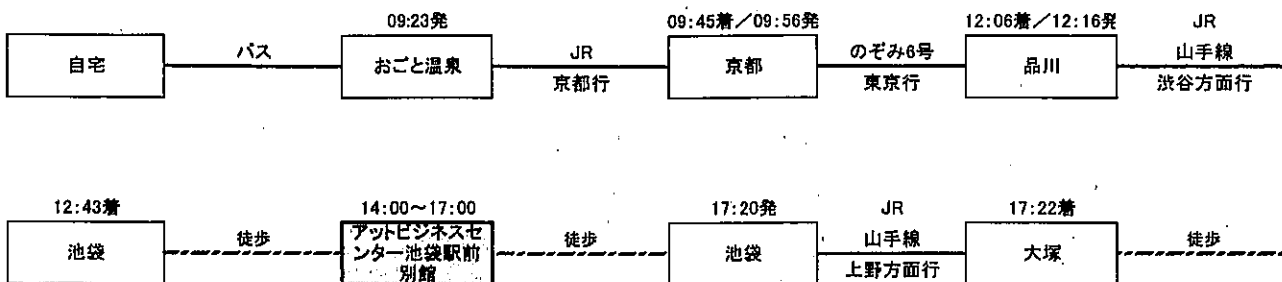 09:23発
09:45着／09:56発
12:06着／12:16発
JR
自宅
バス
おごと温泉
JR
京都行
京都
のぞみ6号
東京行
品川
山手線
渋谷方面行
12:43着
14:00～17:00
17:20発
JR
17:22着
池袋
徒歩
アットビジネスセ
ンター池袋駅前
別館
徒歩
池袋
山手線
上野方面行
大塚
徒歩